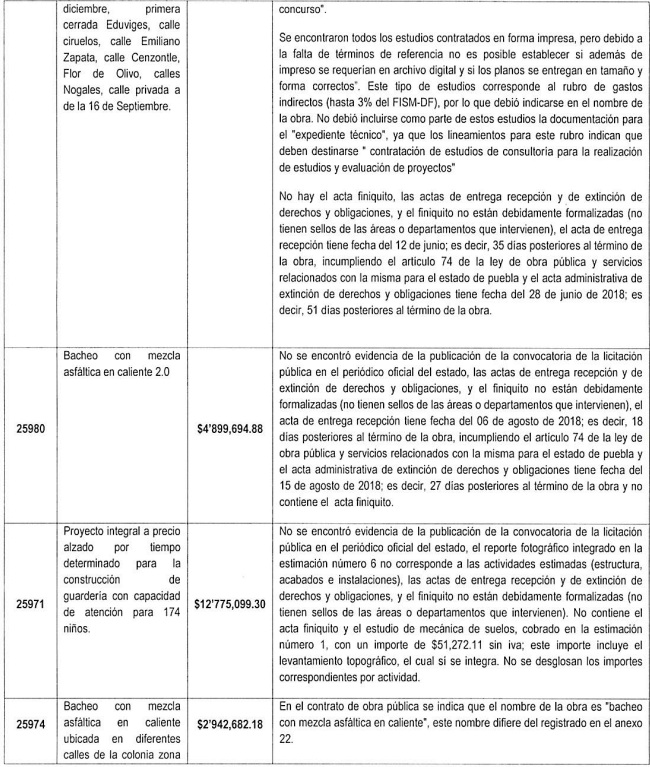 diciembre, primera
cerrada Eduviges, calle
ciruelos, calle Emiliano
Zapata, calle Cenzontle,
Flor de Olivo, calles
Nogales, calle privada a
de la 16 de Septiembre.
concurso".
Se encontraron todos los estudios contratados en forma impresa, pero debido a
la falta de términos de referencia no es posible establecer si además de
impreso se requerían en archivo digital y si los planos se entregan en tamaño y
forma correctos". Este tipo de estudios corresponde al rubro de gastos
indirectos (hasta 3% del FISM-DF), por lo que debió indicarse en el nombre de
la obra. No debió incluirse como parte de estos estudios la documentación para
el "expediente técnico", ya que los lineamientos para este rubro indican que
deben destinarse " contratación de estudios de consultoría para la realización
de estudios y evaluación de proyectos"
No hay el acta finiquito, las actas de entrega recepción y de extinción de
derechos y obligaciones, y el finiquito no están debidamente formalizadas (no
tienen sellos de las áreas o departamentos que intervienen), el acta de entrega
recepción tiene fecha del 12 de junio; es decir, 35 días posteriores al término de
la obra, incumpliendo el artículo 74 de la ley de obra pública y servicios
relacionados con la misma para el estado de puebla y el acta administrativa de
extinción de derechos y obligaciones tiene fecha del 28 de junio de 2018; es
decir, 51 días posteriores al término de la obra.
25980
Bacheo con mezcla
asfáltica en caliente 2.0
$4'899,694.88
No se encontró evidencia de la publicación de la convocatoria de la licitación
pública en el periódico oficial del estado, las actas de entrega recepción y de
extinción de derechos y obligaciones, y el finiquito no están debidamente
formalizadas (no tienen sellos de las áreas o departamentos que intervienen), el
acta de entrega recepción tiene fecha del 06 de agosto de 2018; es decir, 18
días posteriores al término de la obra, incumpliendo el artículo 74 de la ley de
obra pública y servicios relacionados con la misma para el estado de puebla y
el acta administrativa de extinción de derechos y obligaciones tiene fecha del
15 de agosto de 2018; es decir, 27 días posteriores al término de la obra y no
contiene el acta finiquito.
25971
Proyecto integral a precio
alzado por tiempo
determinado para la
construcción de
guardería con capacidad
de atención para 174
niños.
$12'775,099.30
No se encontró evidencia de la publicación de la convocatoria de la licitación
pública en el periódico oficial del estado, el reporte fotográfico integrado en la
estimación número 6 no corresponde a las actividades estimadas (estructura,
acabados e instalaciones), las actas de entrega recepción y de extinción de
derechos y obligaciones, y el finiquito no están debidamente formalizadas (no
tienen sellos de las áreas o departamentos que intervienen). No contiene el
acta finiquito y el estudio de mecánica de suelos, cobrado en la estimación
número 1, con un importe de $51,272.11 sin iva; este importe incluye el
levantamiento topográfico, el cual si se integra. No se desglosan los importes
correspondientes por actividad.
25974
Bacheo con mezcla
asfáltica en caliente
ubicada en diferentes
calles de la colonia zona
$2'942,682.18
En el contrato de obra pública se indica que el nombre de la obra es "bacheo
con mezcla asfáltica en caliente", este nombre difiere del registrado en el anexo
22.